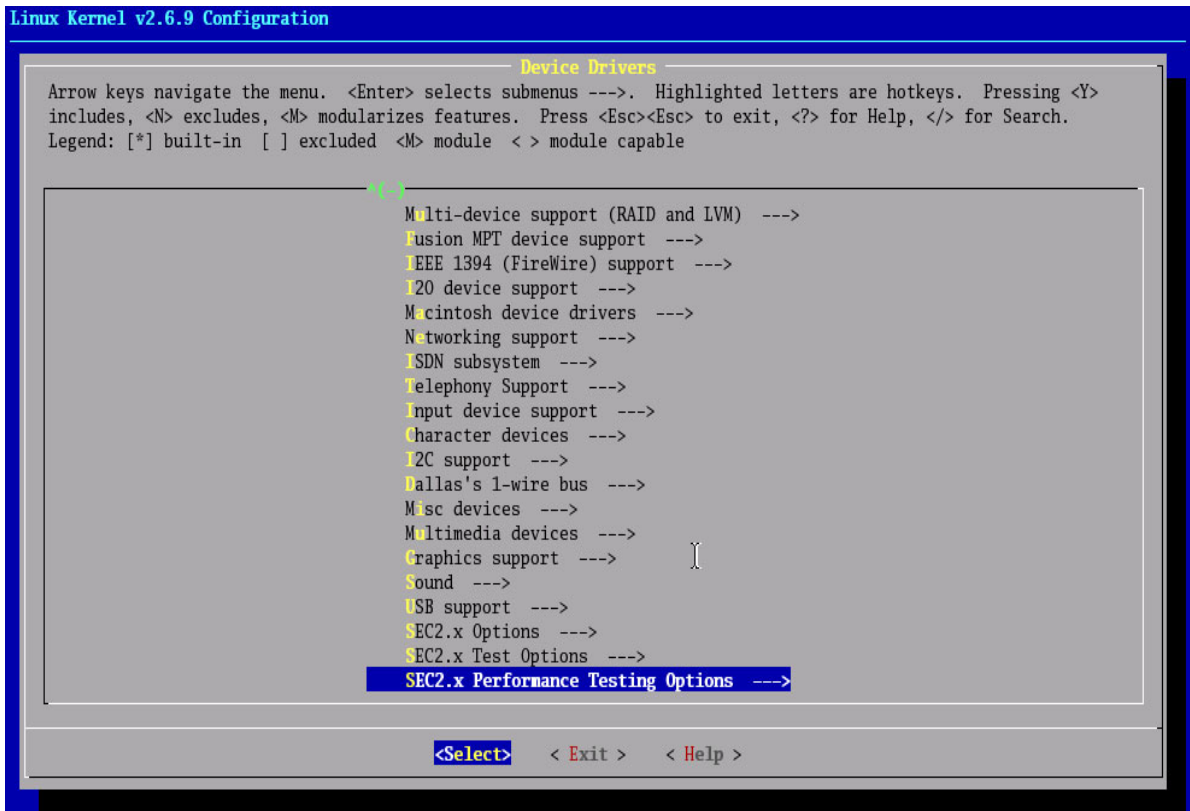 Linux Kernel v2.6.9 Configuration
Device Drivers
Arrow keys navigate the menu.  <Enter> selects submenus --->.  Highlighted letters are hotkeys.  Pressing <Y>
includes, <N> excludes, <M> modularizes features.  Press <Esc><Esc> to exit, <?> for Help, </> for Search.
Legend: [*] built-in  [ ] excluded  <M> module  < > module capable
^(-)
Multi-device support (RAID and LVM)  --->
Fusion MPT device support  --->
IEEE 1394 (FireWire) support  --->
I2O device support  --->
Macintosh device drivers  --->
Networking support  --->
ISDN subsystem  --->
Telephony Support  --->
Input device support  --->
Character devices  --->
I2C support  --->
Dallas's 1-wire bus  --->
Misc devices  --->
Multimedia devices  --->
Graphics support  --->
Sound  --->
USB support  --->
SEC2.x Options  --->
SEC2.x Test Options  --->
SEC2.x Performance Testing Options  --->
<Select>    < Exit >    < Help >